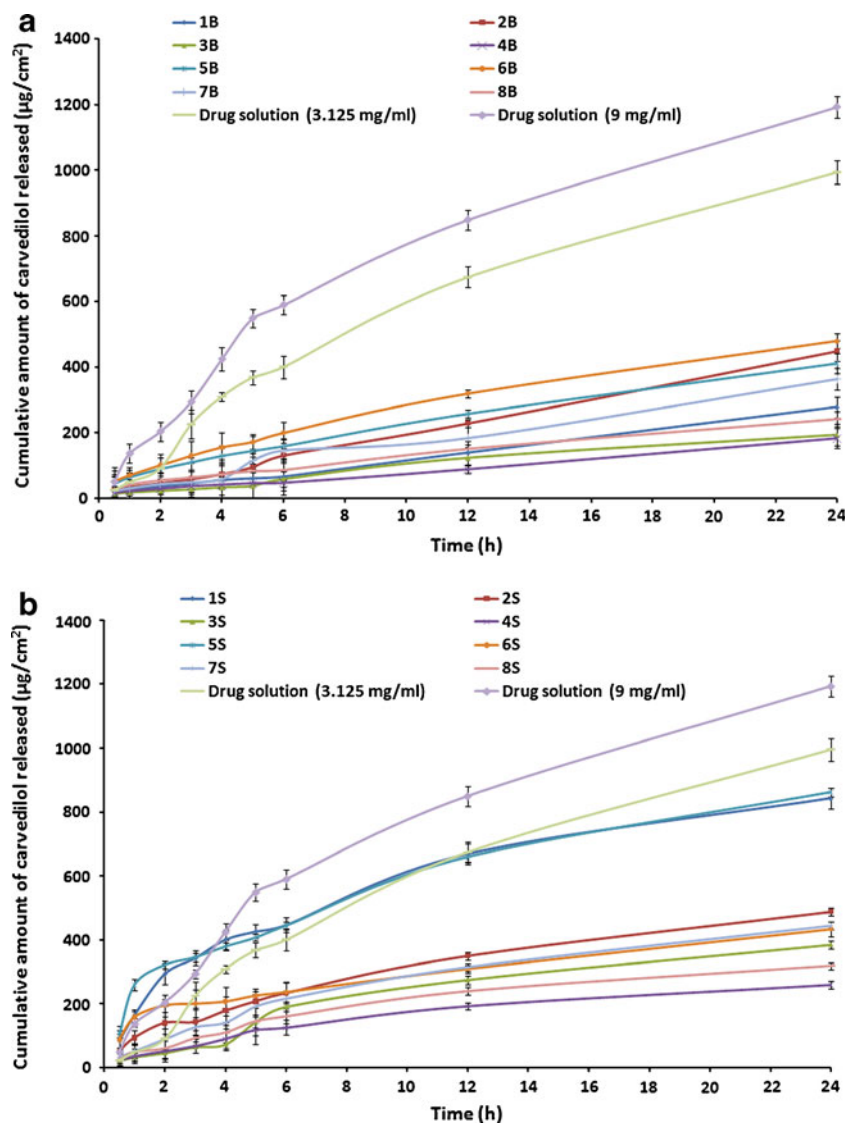 a
1B 2B
3B 4B
5B 6B
7B 8B
Drug solution (3.125 mg/ml) Drug solution (9 mg/ml)
Cumulative amount of carvedilol released (µg/cm²)
1400
1200
1000
800
600
400
200
0
0 2 4 6 8 10 12 14 16 18 20 22 24
Time (h)
b
1S 2S
3S 4S
5S 6S
7S 8S
Drug solution (3.125 mg/ml) Drug solution (9 mg/ml)
Cumulative amount of carvedilol released (µg/cm²)
1400
1200
1000
800
600
400
200
0
0 2 4 6 8 10 12 14 16 18 20 22 24
Time (h)